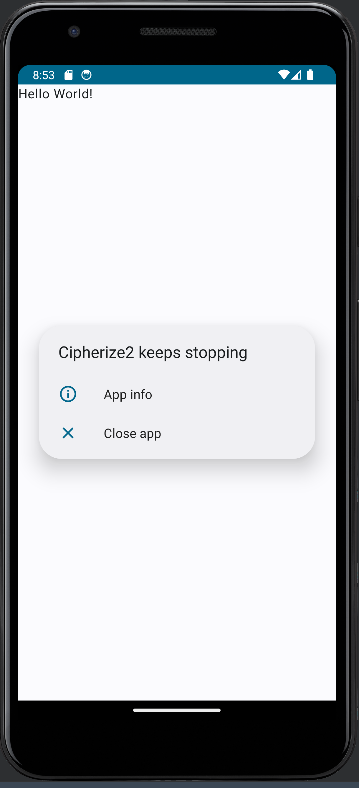 8:53
Hello World!
Cipherize2 keeps stopping
App info
Close app